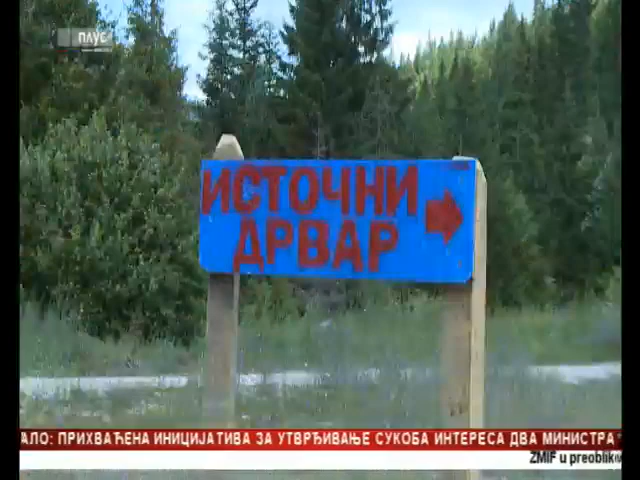 ПЛУС
ИСТОЧНИ
ДРВАР
АЛО: ПРИХВАЋЕНА ИНИЦИЈАТИВА ЗА УТВРЂИВАЊЕ СУКОБА ИНТЕРЕСА ДВА МИНИСТРА
ZMIF u preoblik